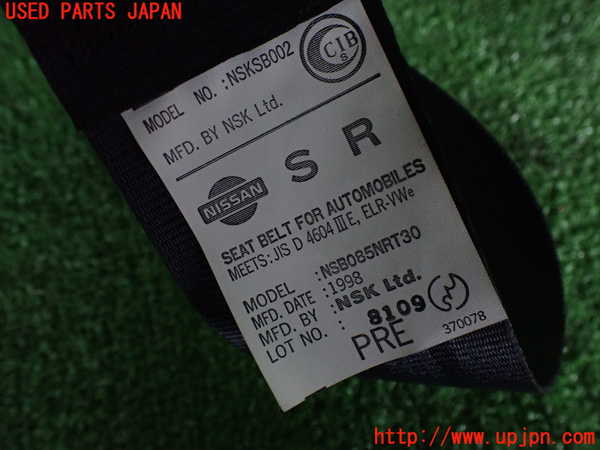 USED PARTS JAPAN
MODEL NO. :NSKSB002
CIB
S
MFD. BY NSK Ltd.
NISSAN
S R
SEAT BELT FOR AUTOMOBILES
MEETS:JIS D 4604 ⅢE, ELR-VWe
MODEL :NSB085NRT30
MFD. DATE :1998
MFD. BY :NSK Ltd.
LOT NO. : 8109
PRE
370078
http://www.upjpn.com/